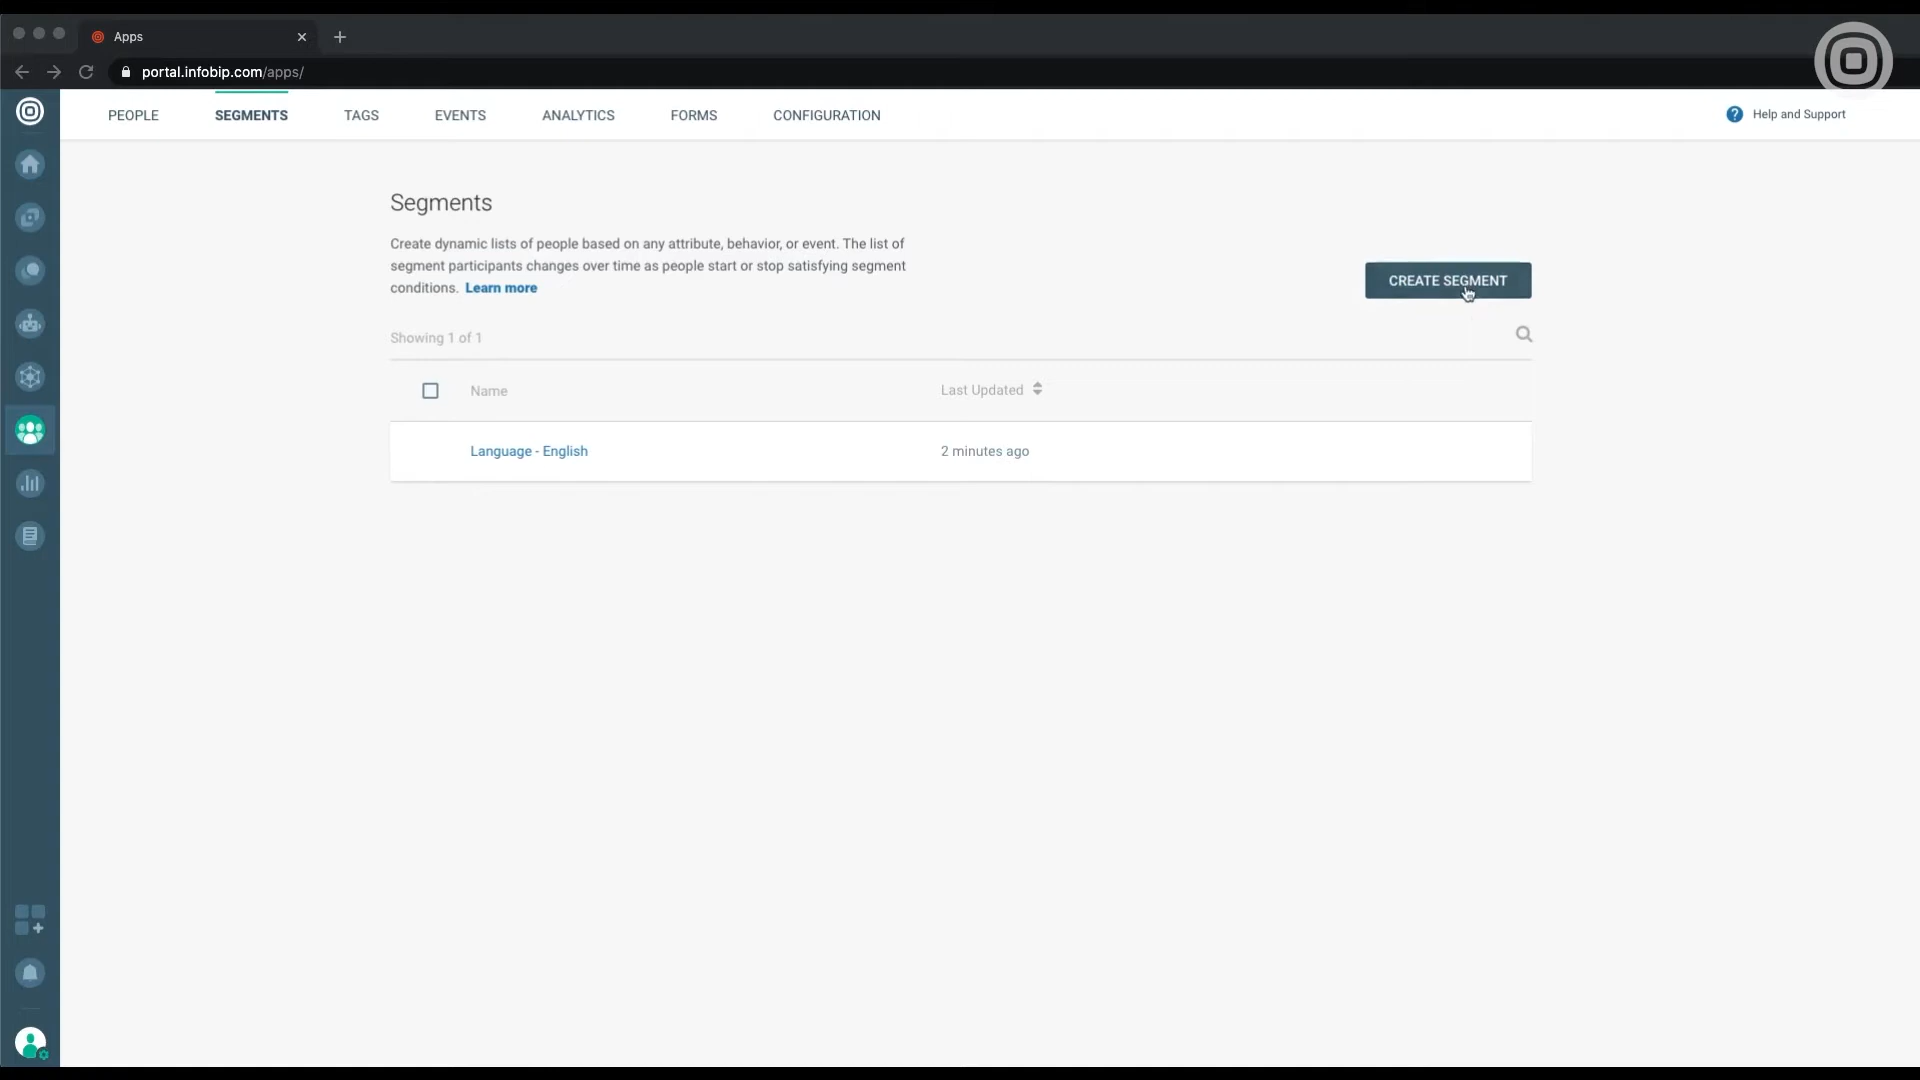 Apps
portal.infobip.com/apps/
PEOPLE SEGMENTS TAGS EVENTS ANALYTICS FORMS CONFIGURATION ? Help and Support
Segments
Create dynamic lists of people based on any attribute, behavior, or event. The list of
segment participants changes over time as people start or stop satisfying segment
conditions. Learn more
CREATE SEGMENT
Showing 1 of 1
Name Last Updated
Language - English 2 minutes ago